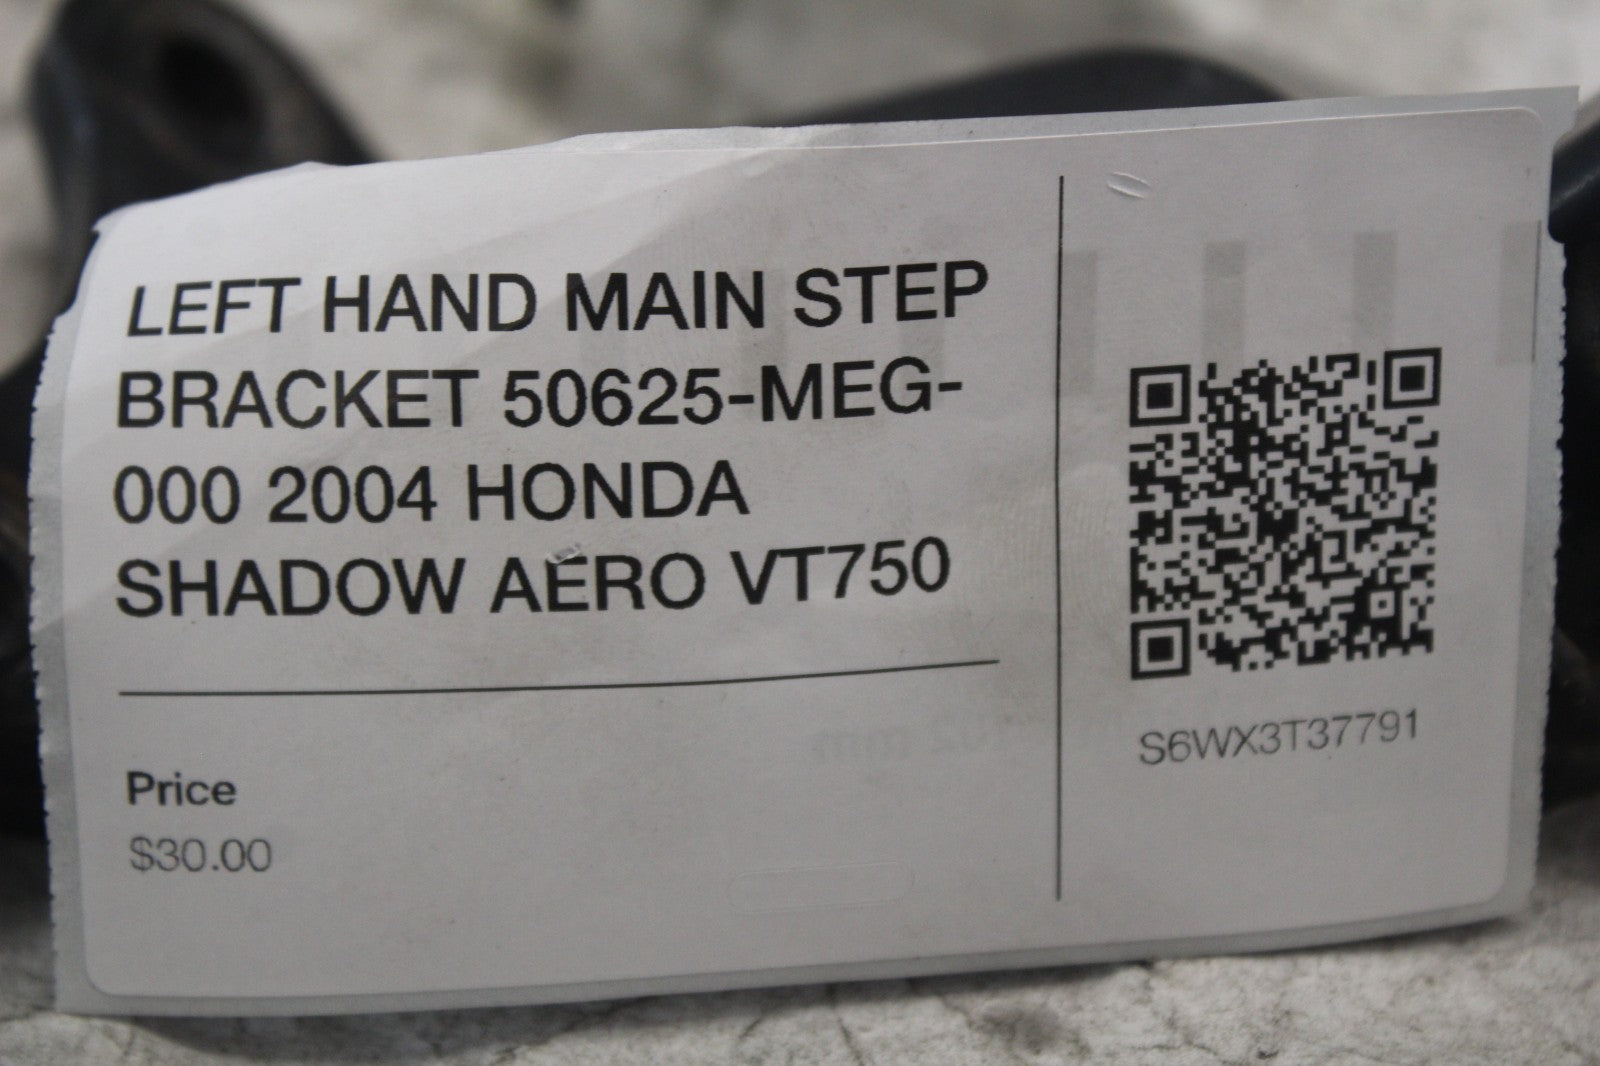 LEFT HAND MAIN STEP
BRACKET 50625-MEG-
000 2004 HONDA
SHADOW AERO VT750
Price
$30.00
S6WX3T37791